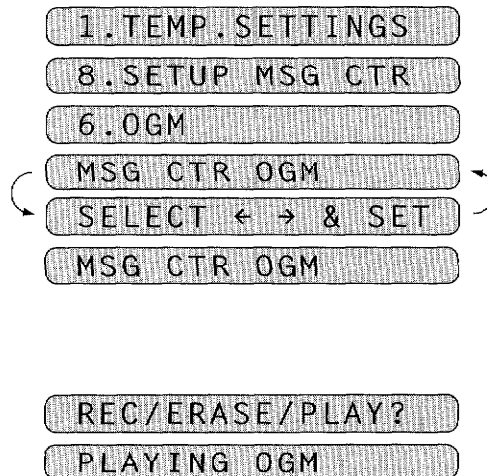 1.TEMP.SETTINGS
8.SETUP MSG CTR
6.OGM
MSG CTR OGM
SELECT ← → & SET
MSG CTR OGM
REC/ERASE/PLAY?
PLAYING OGM